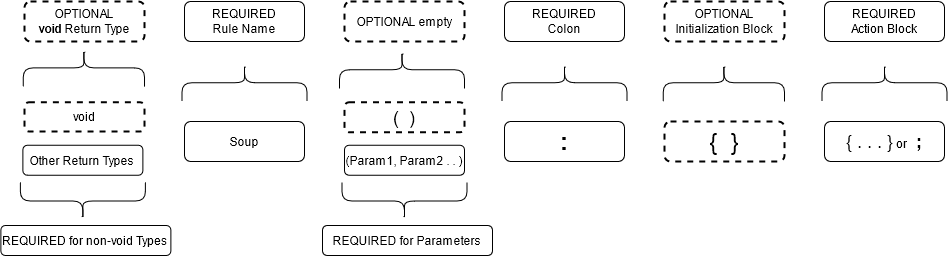 OPTIONAL
void Return Type
REQUIRED
Rule Name
OPTIONAL empty
REQUIRED
Colon
OPTIONAL
Initialization Block
REQUIRED
Action Block
void
Other Return Types
Soup
( )
(Param1, Param2 . . )
:
{ }
{ . . . } or ;
REQUIRED for non-void Types
REQUIRED for Parameters